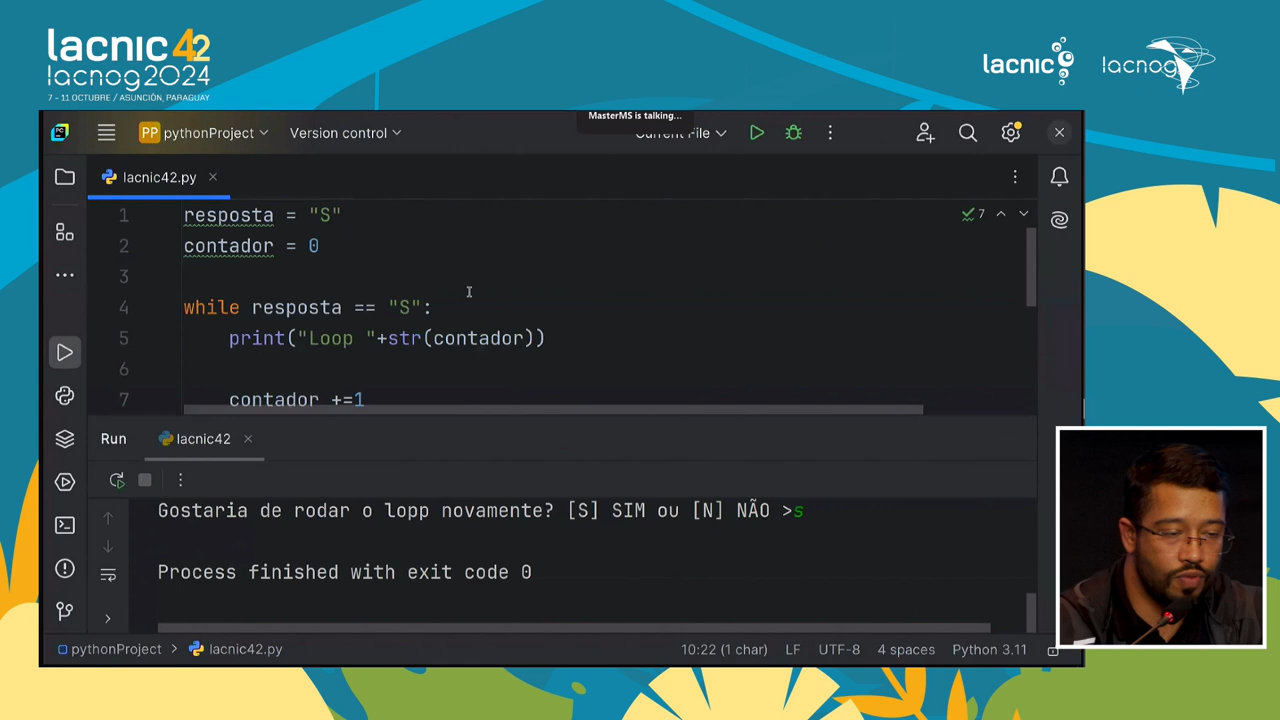 lacnic 42
lacnog2024
7 - 11 OCTUBRE / ASUNCIÓN, PARAGUAY
lacnic
lacnog
MasterMS is talking...
PC
PP pythonProject
Version control
Current File
lacnic42.py
7
1 resposta = "S"
2 contador = 0
3
4 while resposta == "S":
5 print("Loop "+str(contador))
6
7 contador +=1
Run lacnic42
Gostaria de rodar o lopp novamente? [S] SIM ou [N] NÃO >s
Process finished with exit code 0
pythonProject > lacnic42.py
10:22 (1 char) LF UTF-8 4 spaces Python 3.11